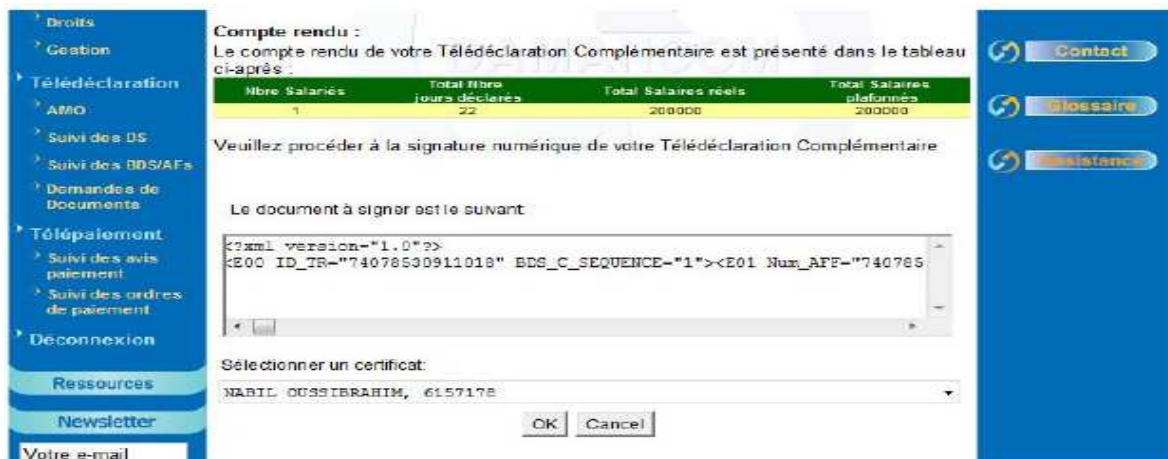 Droits
Gestion
Télédéclaration
AMO
Suivi des DS
Suivi des BDS/AFs
Demandes de
Documents
Télépaiement
Suivi des avis
paiement
Suivi des ordres
de paiement
Déconnexion
Ressources
Newsletter
Votre e-mail
Compte rendu :
Le compte rendu de votre Télédéclaration Complémentaire est présenté dans le tableau
ci-après :
Nbre Salariés Total Nbre jours déclarés Total Salaires réels Total Salaires plafonnés
1 22 200000 200000
Veuillez procéder à la signature numérique de votre Télédéclaration Complémentaire
Le document à signer est le suivant:
<?xml version="1.0"?>
<E00 ID_TR="74078530911018" BDS_C_SEQUENCE="1"><E01 Num_AFF="740785
Sélectionner un certificat:
NABIL OUSSIBRAHIM, 6157178
OK Cancel
Contact
Glossaire
Assistance